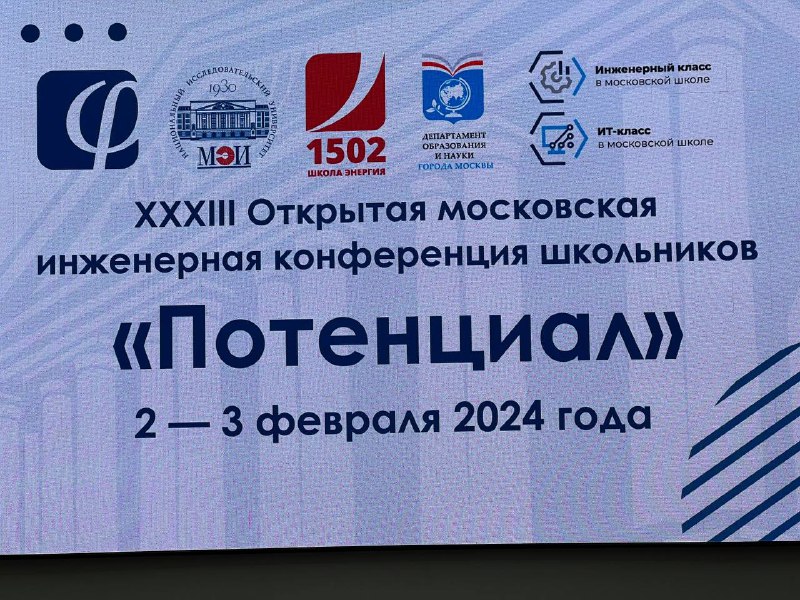 НАЦИОНАЛЬНЫЙ ИССЛЕДОВАТЕЛЬСКИЙ УНИВЕРСИТЕТ
1930
МЭИ
1502
ШКОЛА ЭНЕРГИЯ
ДЕПАРТАМЕНТ
ОБРАЗОВАНИЯ
И НАУКИ
ГОРОДА МОСКВЫ
Инженерный класс
в московской школе
ИТ-класс
в московской школе
XXXIII Открытая московская
инженерная конференция школьников
«Потенциал»
2 — 3 февраля 2024 года